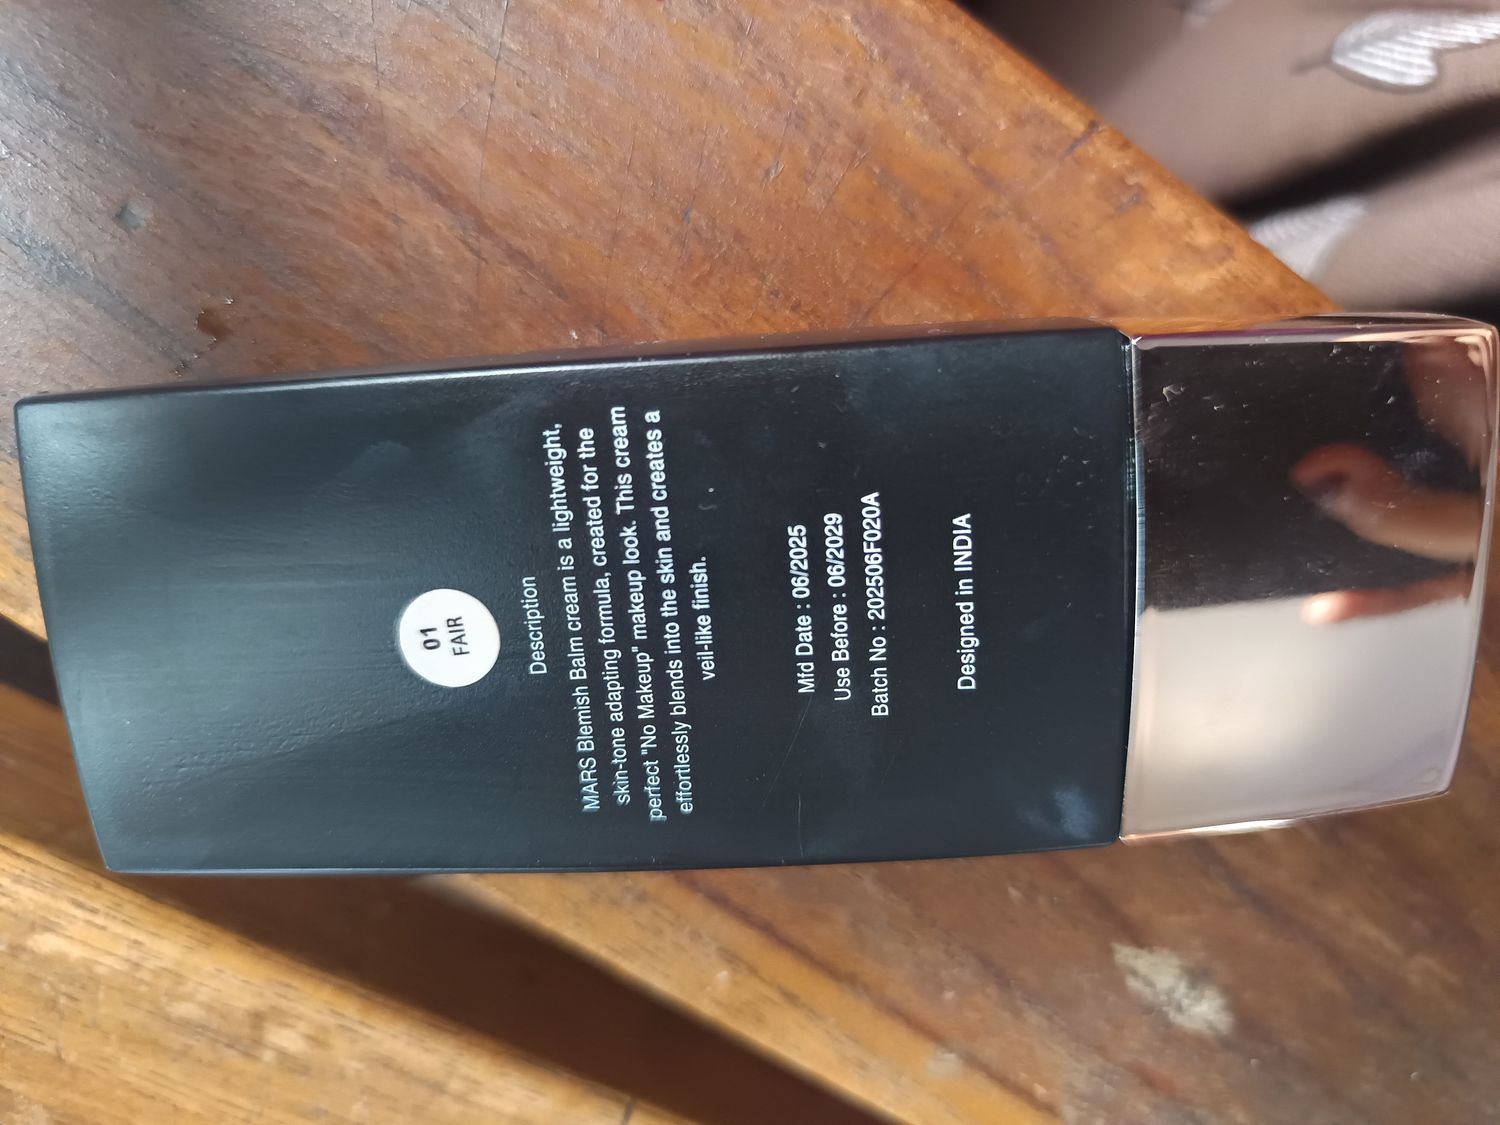 01
FAIR
Description
MARS Blemish Balm cream is a lightweight,
skin-tone adapting formula, created for the
perfect "No Makeup" makeup look. This cream
effortlessly blends into the skin and creates a
veil-like finish.
Mfd Date : 06/2025
Use Before : 06/2029
Batch No : 202506F020A
Designed in INDIA